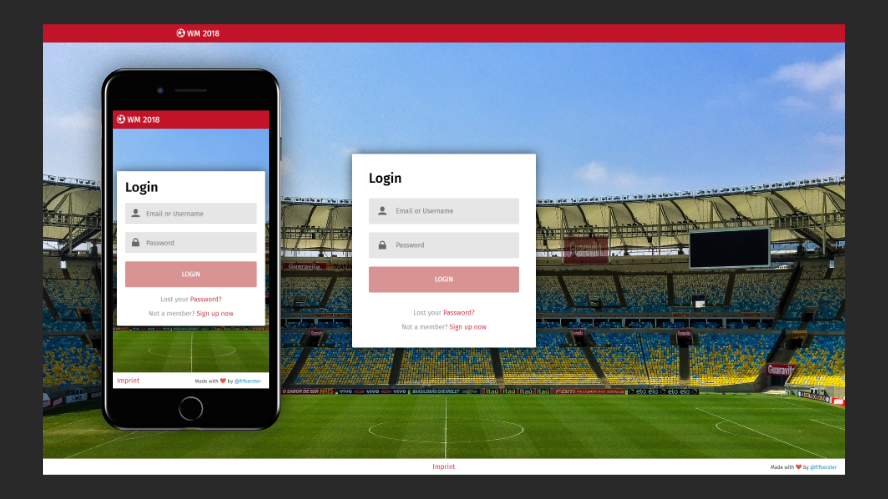 WM 2018
WM 2018
Login
Email or Username
Password
LOGIN
Lost your Password?
Not a member? Sign up now
Imprint
Made with ❤ by
Login
Email or Username
Password
LOGIN
Lost your Password?
Not a member? Sign up now
Guaravita
Imprint
Made with ❤ by